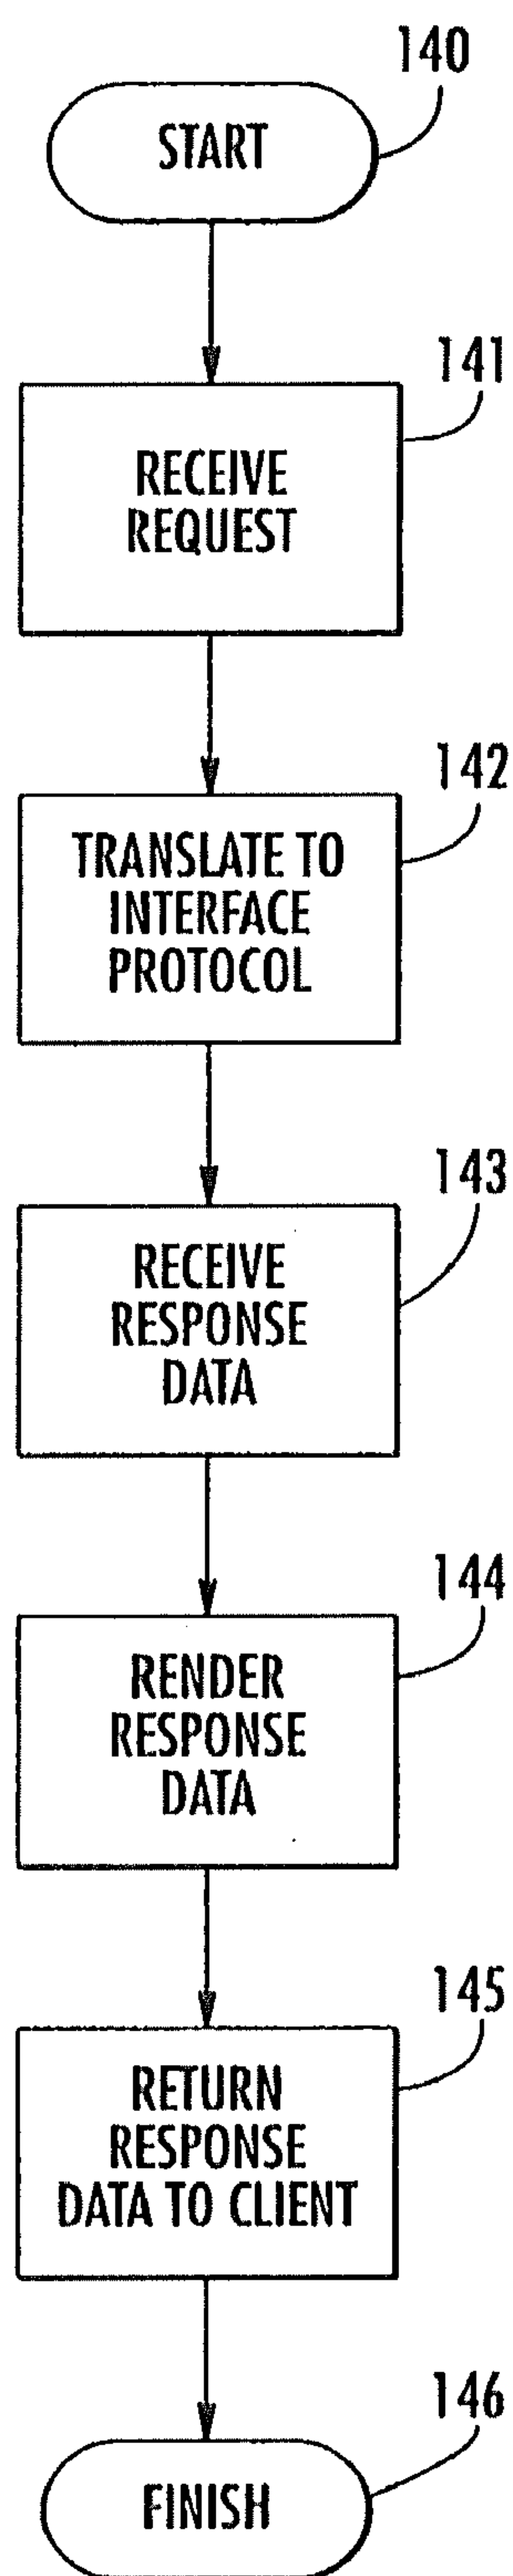 140
START
141
RECEIVE
REQUEST
142
TRANSLATE TO
INTERFACE
PROTOCOL
143
RECEIVE
RESPONSE
DATA
144
RENDER
RESPONSE
DATA
145
RETURN
RESPONSE
DATA TO CLIENT
146
FINISH